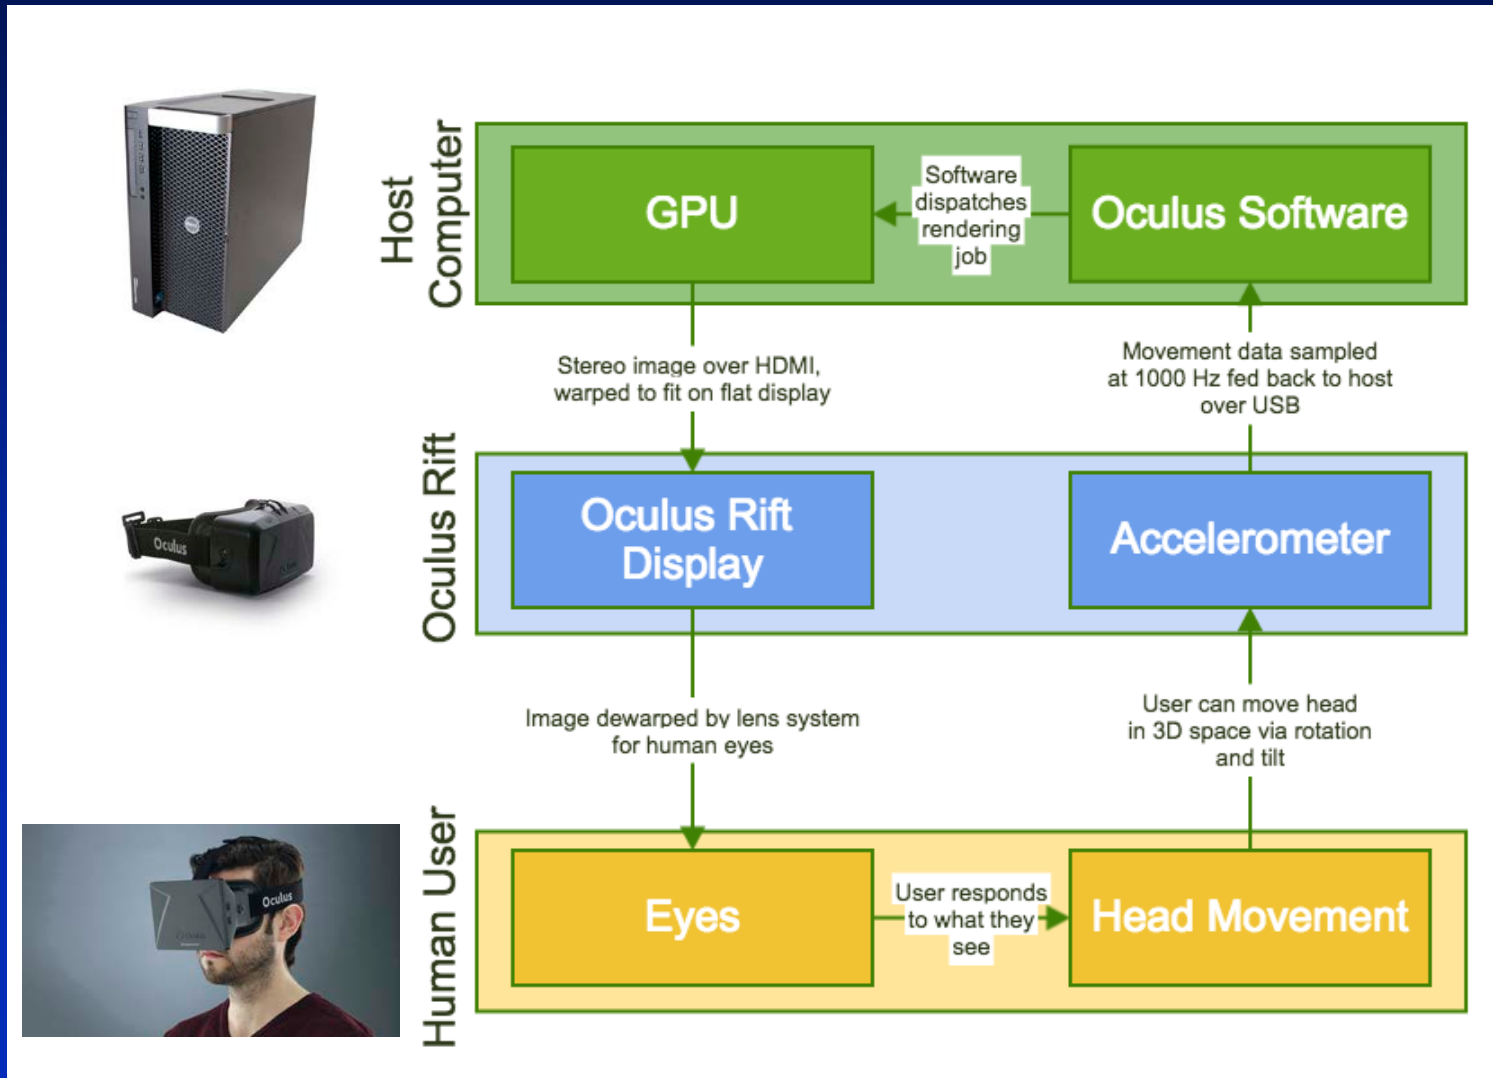 Host
Computer
GPU
Software
dispatches
rendering
job
Oculus Software
Stereo image over HDMI,
warped to fit on flat display
Movement data sampled
at 1000 Hz fed back to host
over USB
Oculus Rift
Oculus
Oculus Rift
Display
Accelerometer
Image dewarped by lens system
for human eyes
User can move head
in 3D space via rotation
and tilt
Human User
Oculus
Eyes
User responds
to what they
see
Head Movement